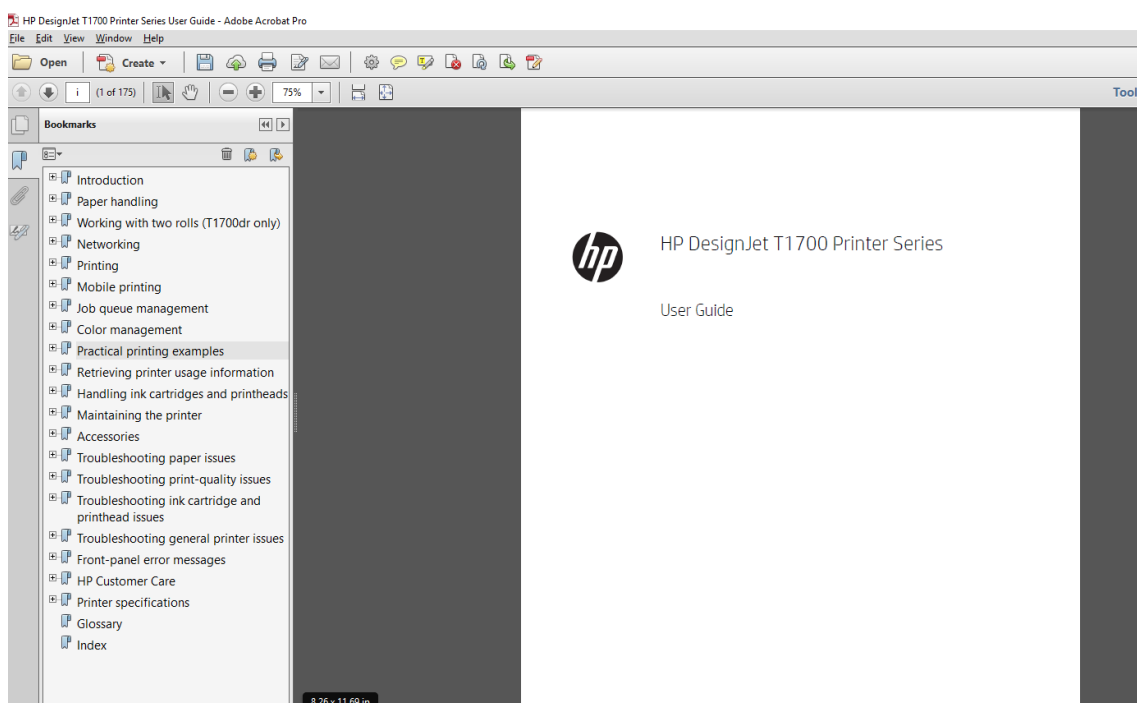 HP DesignJet T1700 Printer Series User Guide - Adobe Acrobat Pro
File Edit View Window Help
Open Create
i (1 of 175) 75% Tool
Bookmarks
Introduction
Paper handling
Working with two rolls (T1700dr only)
Networking
Printing
Mobile printing
Job queue management
Color management
Practical printing examples
Retrieving printer usage information
Handling ink cartridges and printheads
Maintaining the printer
Accessories
Troubleshooting paper issues
Troubleshooting print-quality issues
Troubleshooting ink cartridge and
printhead issues
Troubleshooting general printer issues
Front-panel error messages
HP Customer Care
Printer specifications
Glossary
Index
hp
HP DesignJet T1700 Printer Series
User Guide
8.26 x 11.69 in